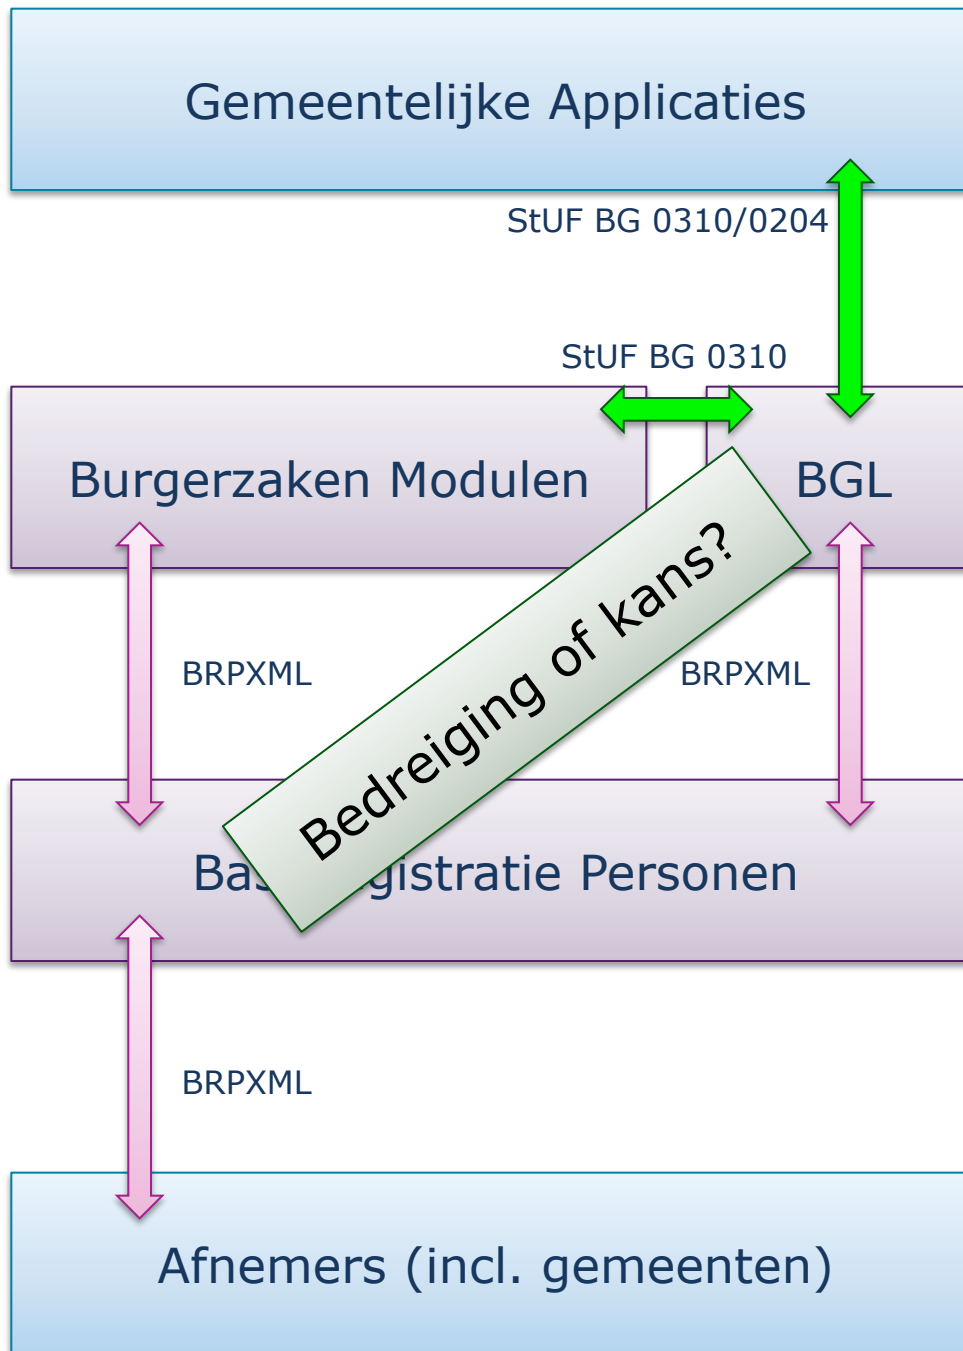 Gemeentelijke Applicaties
StUF BG 0310/0204
StUF BG 0310
Burgerzaken Modulen
BGL
Bedreiging of kans?
BRPXML
BRPXML
Bas gistratie Personen
BRPXML
Afnemers (incl. gemeenten)